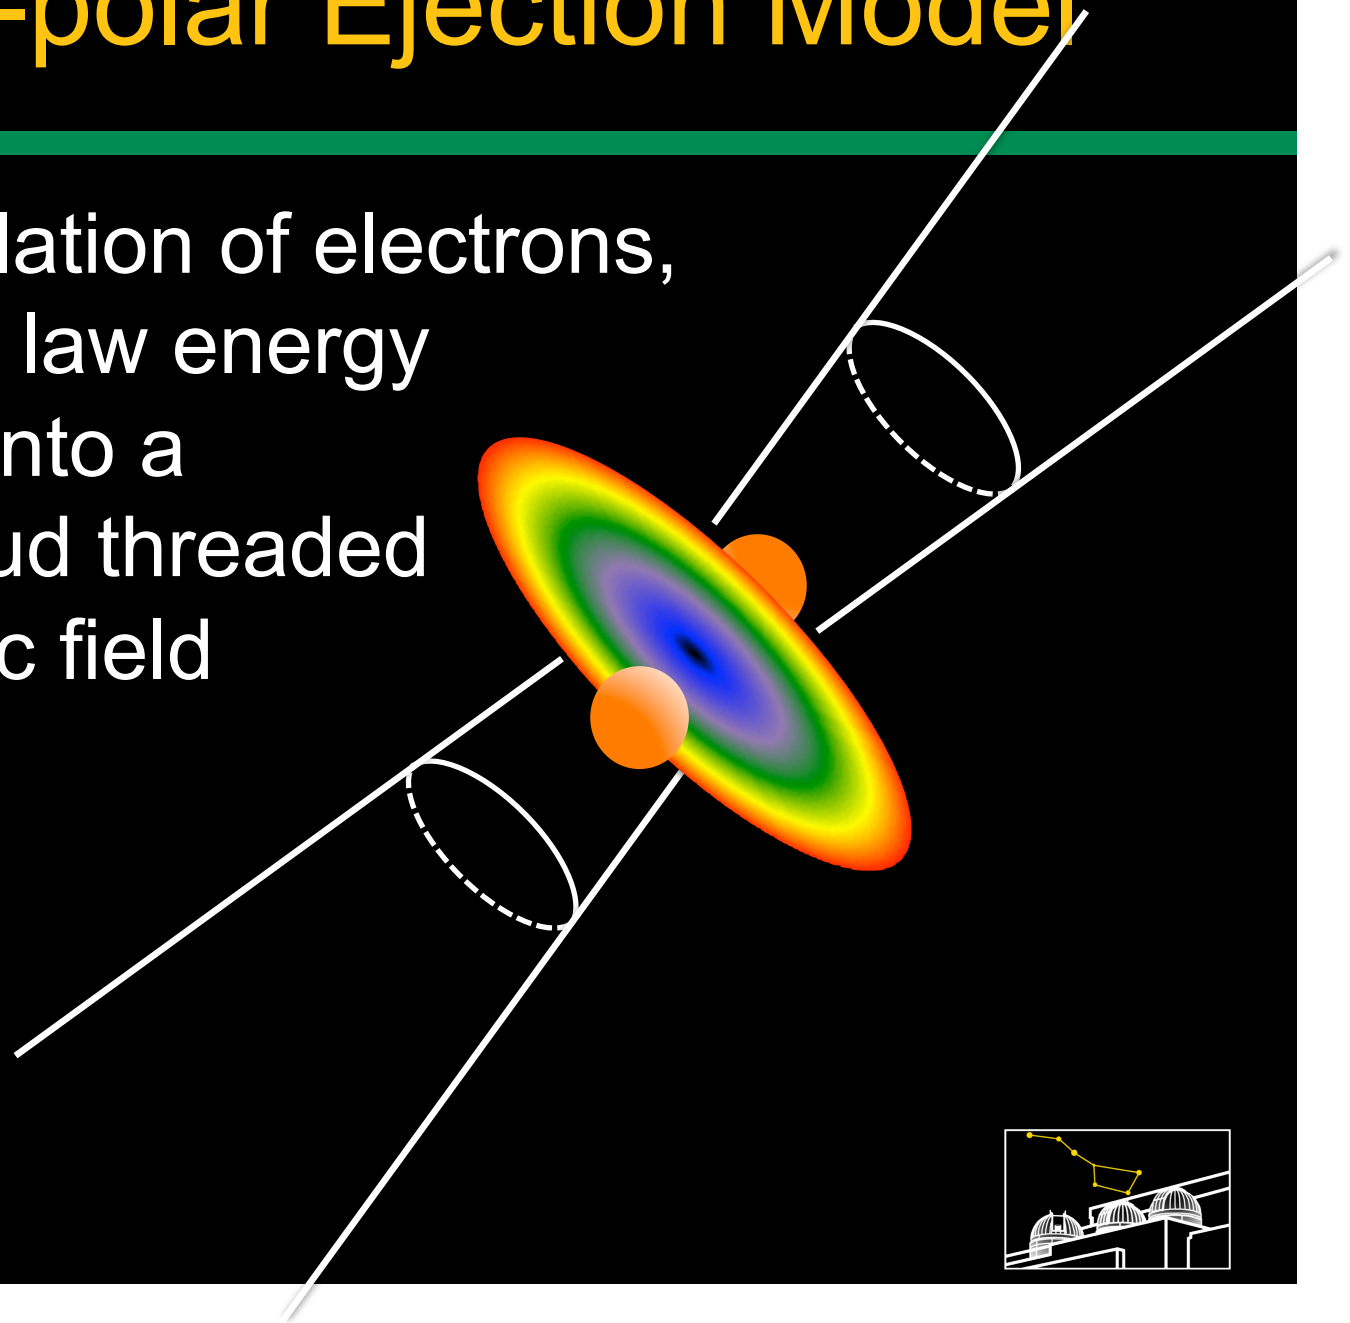 -polar Ejection Model
lation of electrons,
law energy
nto a
ud threaded
c field